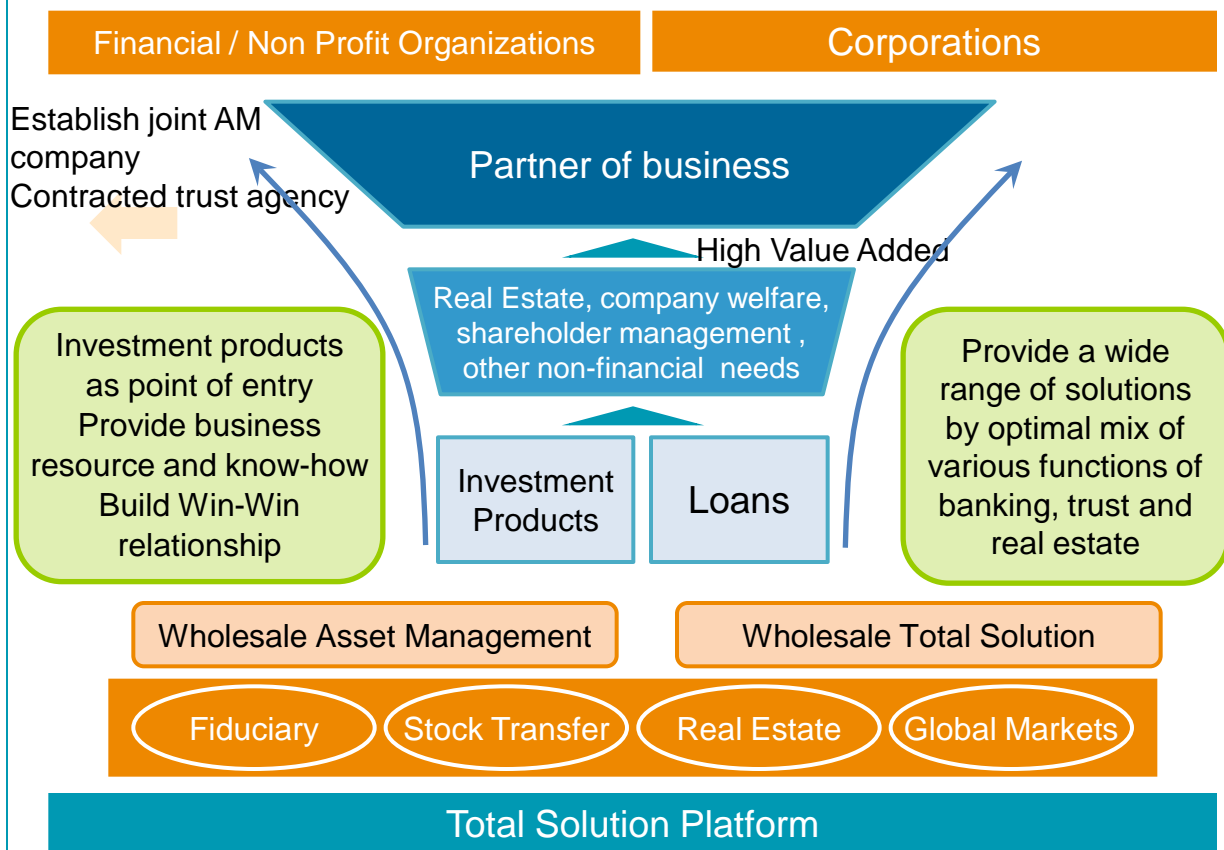 Financial / Non Profit Organizations
Corporations
Establish joint AM
company
Contracted trust agency
Partner of business
High Value Added
Real Estate, company welfare,
shareholder management ,
other non-financial needs
Investment products
as point of entry
Provide business
resource and know-how
Build Win-Win
relationship
Investment
Products
Loans
Provide a wide
range of solutions
by optimal mix of
various functions of
banking, trust and
real estate
Wholesale Asset Management
Wholesale Total Solution
Fiduciary
Stock Transfer
Real Estate
Global Markets
Total Solution Platform